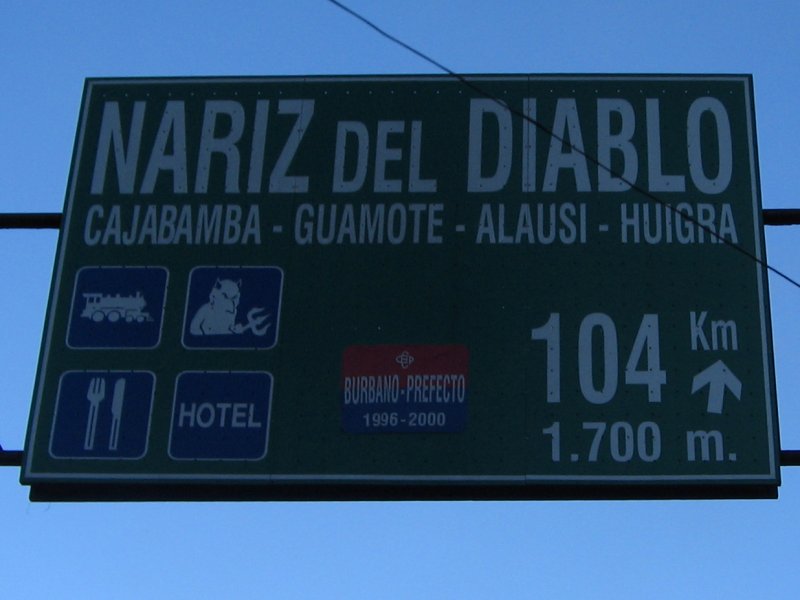 NARIZ DEL DIABLO
CAJABAMBA - GUAMOTE - ALAUSI - HUIGRA
HOTEL
BURBANO - PREFECTO
1996 - 2000
104 Km
1.700 m.